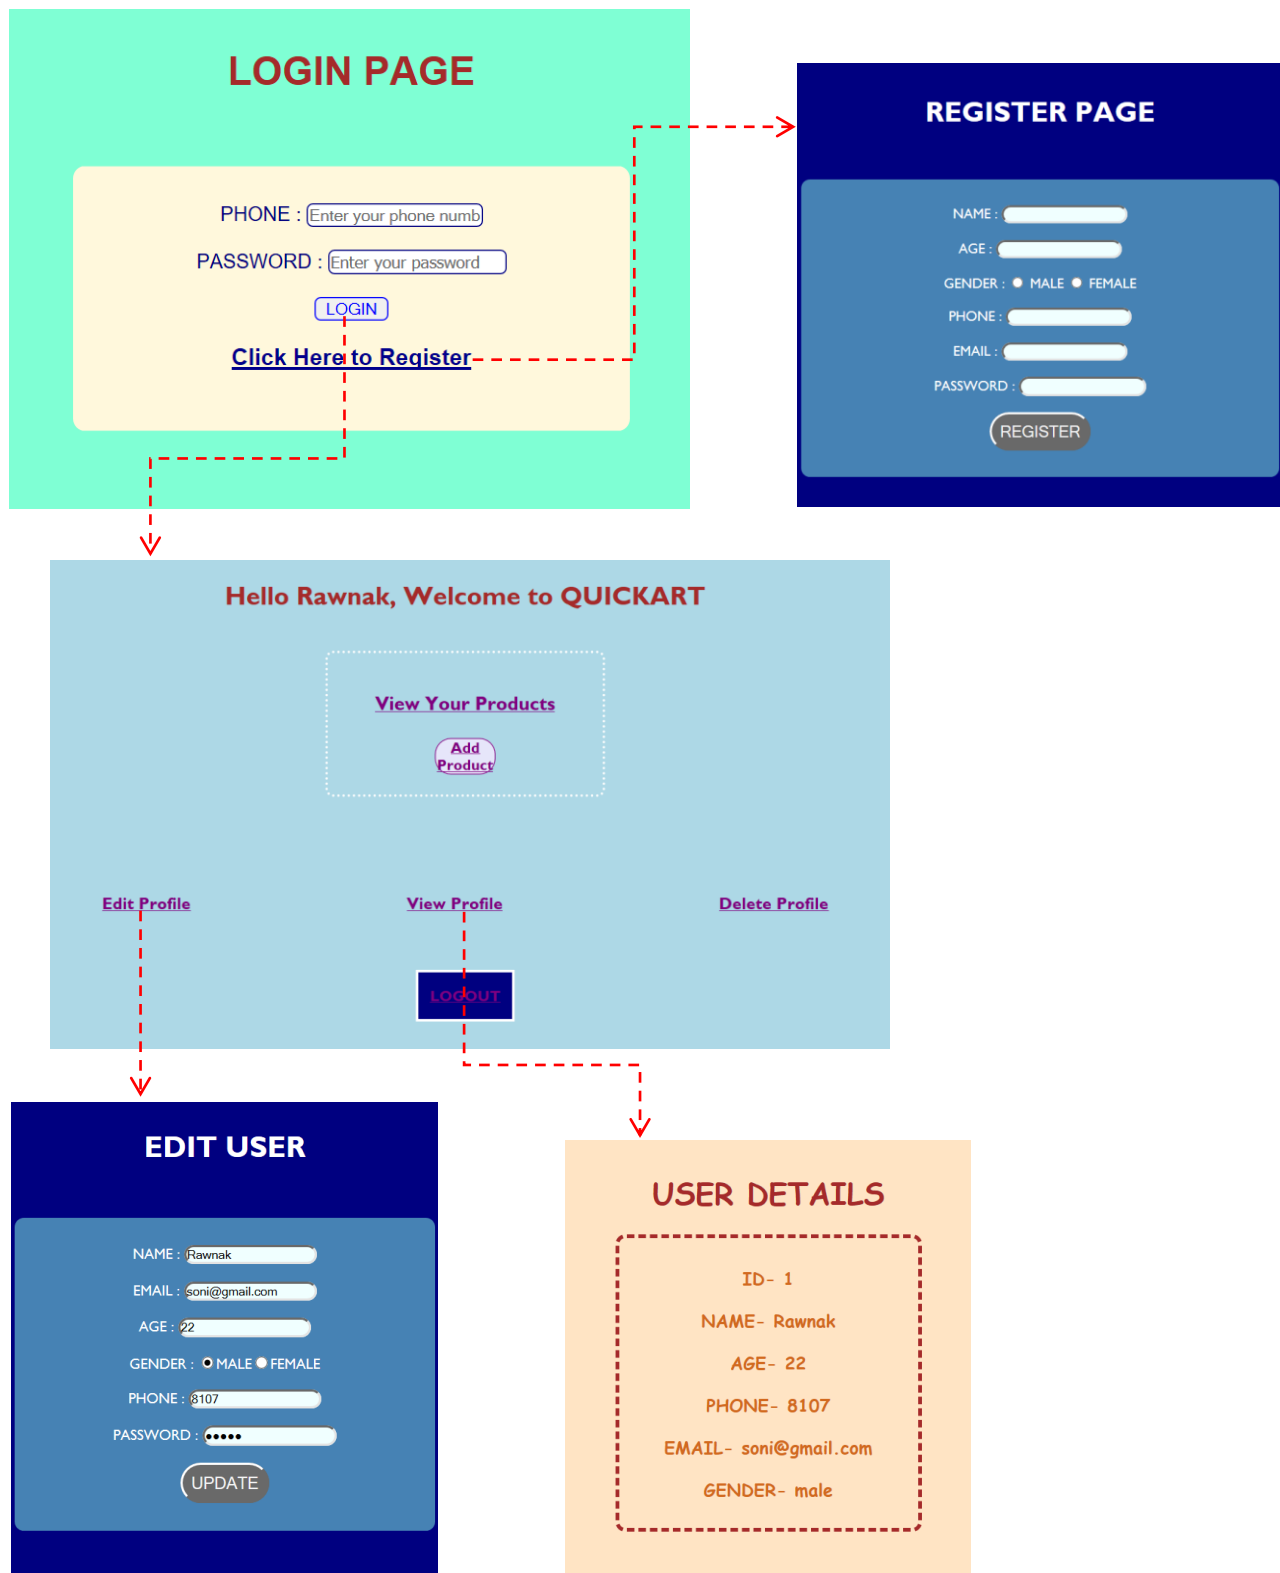 LOGIN PAGE
PHONE : Enter your phone numb
PASSWORD : Enter your password
LOGIN
Click Here to Register
REGISTER PAGE
NAME :
AGE :
GENDER : MALE FEMALE
PHONE :
EMAIL :
PASSWORD :
REGISTER
Hello Rawnak, Welcome to QUICKART
View Your Products
Add
Product
Edit Profile View Profile Delete Profile
LOGOUT
EDIT USER
NAME : Rawnak
EMAIL : soni@gmail.com
AGE : 22
GENDER : MALE FEMALE
PHONE : 8107
PASSWORD : •••••
UPDATE
USER DETAILS
ID- 1
NAME- Rawnak
AGE- 22
PHONE- 8107
EMAIL- soni@gmail.com
GENDER- male